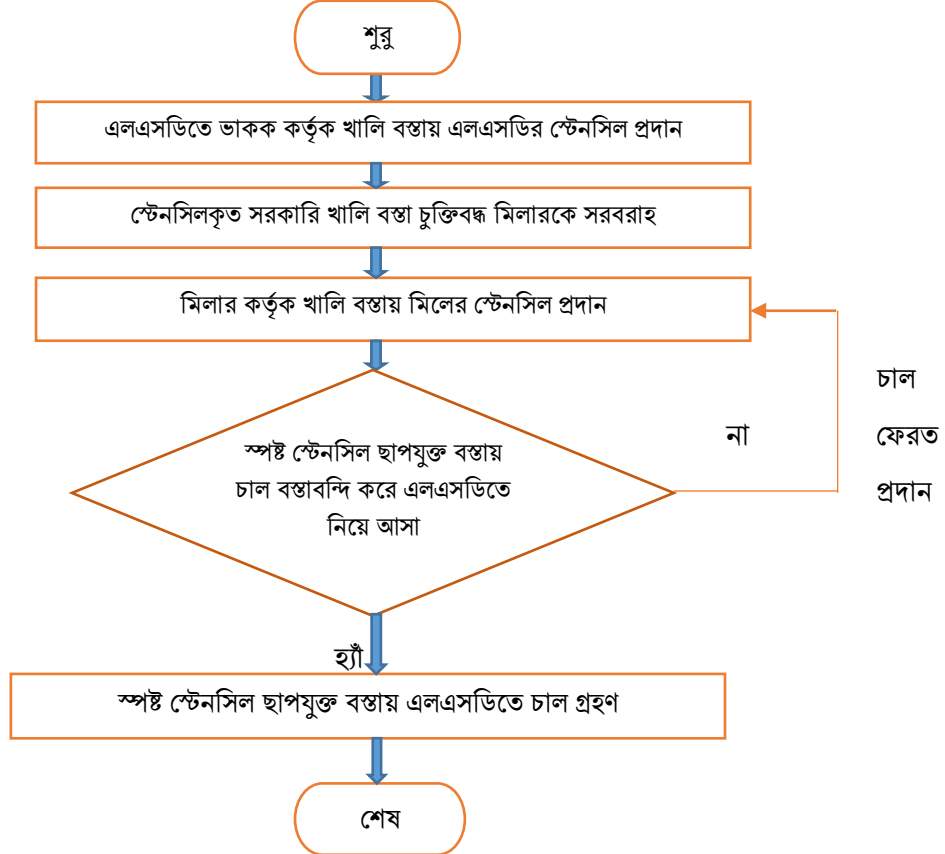 শুরু
এলএসডিতে ভাকক কর্তৃক খালি বস্তায় এলএসডির স্টেনসিল প্রদান
স্টেনসিলকৃত সরকারি খালি বস্তা চুক্তিবদ্ধ মিলারকে সরবরাহ
মিলার কর্তৃক খালি বস্তায় মিলের স্টেনসিল প্রদান
স্পষ্ট স্টেনসিল ছাপযুক্ত বস্তায়
চাল বস্তাবন্দি করে এলএসডিতে
নিয়ে আসা
না
চাল
ফেরত
প্রদান
হ্যাঁ
স্পষ্ট স্টেনসিল ছাপযুক্ত বস্তায় এলএসডিতে চাল গ্রহণ
শেষ